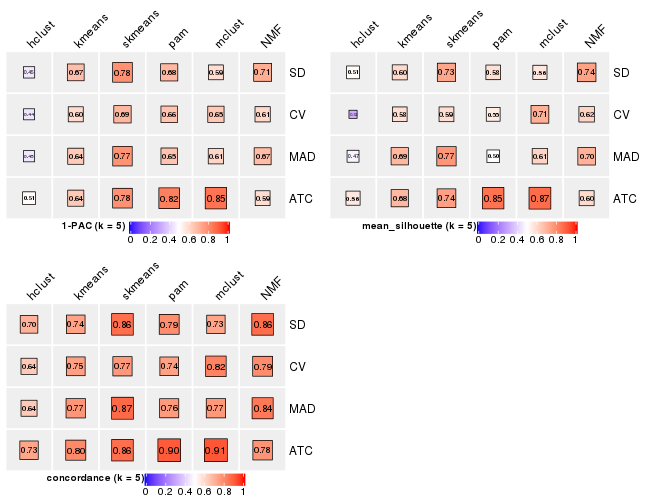 hclust kmeans skmeans pam mclust NMF
0.67 0.78 0.68 0.59 0.71 SD
0.60 0.69 0.66 0.65 0.61 CV
0.64 0.77 0.65 0.61 0.67 MAD
0.51 0.64 0.78 0.82 0.85 0.59 ATC
1-PAC (k = 5)
0 0.2 0.4 0.6 0.8 1
hclust kmeans skmeans pam mclust NMF
0.51 0.60 0.73 0.58 0.56 0.74 SD
0.58 0.59 0.71 0.62 CV
0.47 0.69 0.77 0.50 0.61 0.70 MAD
0.56 0.68 0.74 0.85 0.87 0.60 ATC
mean_silhouette (k = 5)
0 0.2 0.4 0.6 0.8 1
hclust kmeans skmeans pam mclust NMF
0.70 0.74 0.86 0.79 0.73 0.86 SD
0.64 0.75 0.77 0.74 0.82 0.79 CV
0.64 0.77 0.87 0.76 0.77 0.84 MAD
0.73 0.80 0.86 0.90 0.91 0.78 ATC
concordance (k = 5)
0 0.2 0.4 0.6 0.8 1